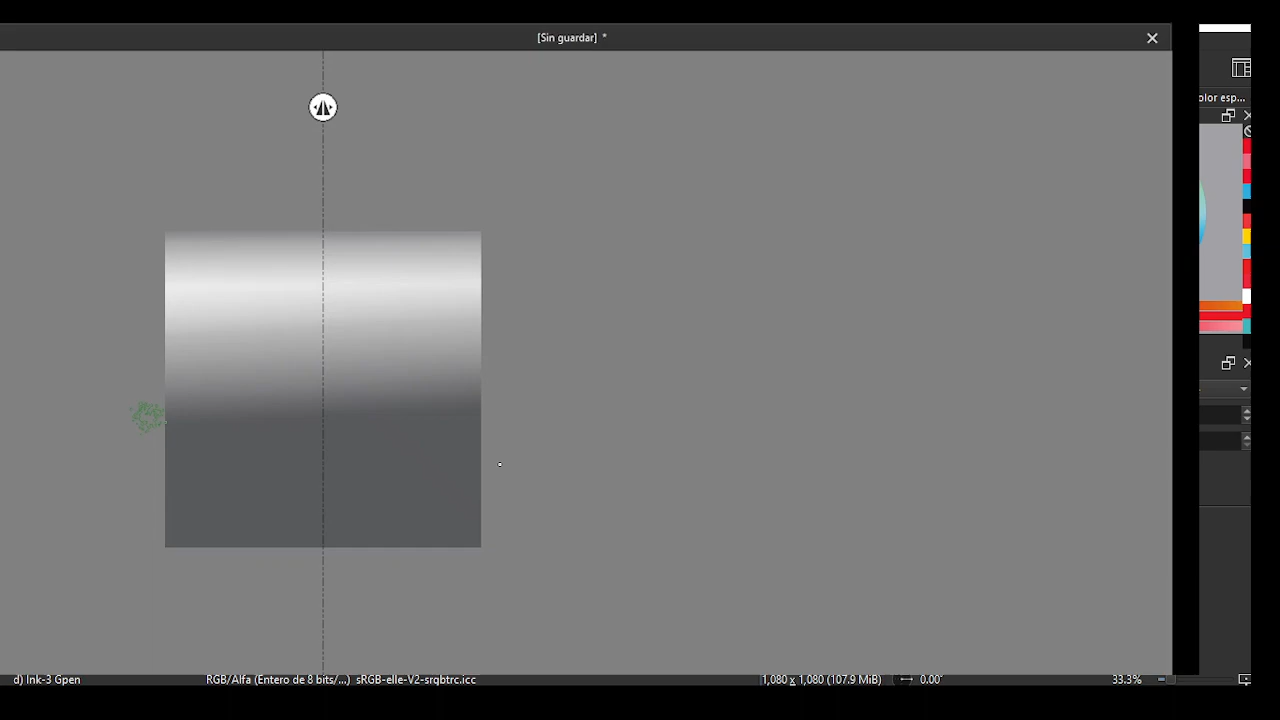 [Sin guardar] *
olor esp...
d) Ink-3 Gpen
RGB/Alfa (Entero de 8 bits/...) sRGB-elle-V2-srqbtrc.icc
1,080 x 1,080 (107.9 MiB)
0.00°
33.3%